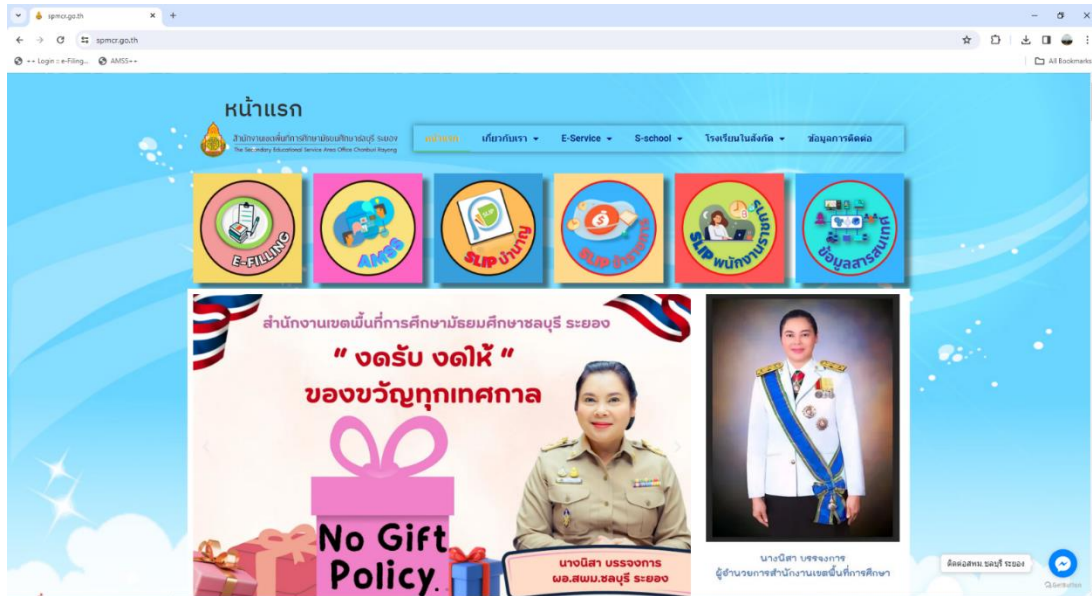 spmcr.go.th
spmcr.go.th
++ Login :: e-Filing... AMSS++ All Bookmarks
หน้าแรก
สำนักงานเขตพื้นที่การศึกษามัธยมศึกษาชลบุรี ระยอง
The Secondary Educational Service Area Office Chonburi Rayong
หน้าแรก เกี่ยวกับเรา E-Service S-school โรงเรียนในสังกัด ข้อมูลการติดต่อ
E-FILLING
AMSS
SLIP
SLIP บำนาญ
SLIP ข้าราชการ
SLIP พนักงานราชการ
ข้อมูลสารสนเทศ
สำนักงานเขตพื้นที่การศึกษามัธยมศึกษาชลบุรี ระยอง
“ งดรับ งดให้ “
ของขวัญทุกเทศกาล
No Gift
Policy.
นางนิสา บรรจงการ
ผอ.สพม.ชลบุรี ระยอง
นางนิสา บรรจงการ
ผู้อำนวยการสำนักงานเขตพื้นที่การศึกษา
ติดต่อสพม. ชลบุรี ระยอง
GetButton